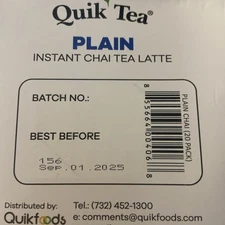 Quik Tea®
PLAIN
INSTANT CHAI TEA LATTE
BATCH NO.:
BEST BEFORE
156
Sep.01.2025
PLAIN CHAI (20 PACK)
Distributed by:
Quikfoods
Tel.: (732) 452-1300
e: comments@quikfoods.com